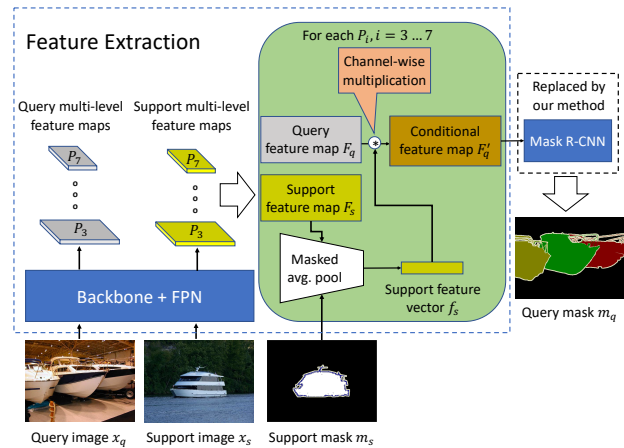 Feature Extraction
Query multi-level
feature maps
Support multi-level
feature maps
P_7
P_3
P_7
P_3
Backbone + FPN
For each P_i, i = 3 … 7
Channel-wise
multiplication
Query
feature map F_q
*
Conditional
feature map F_q′
Support
feature map F_s
Masked
avg. pool
Support feature
vector f_s
Replaced by
our method
Mask R-CNN
Query mask m_q
Query image x_q
Support image x_s
Support mask m_s